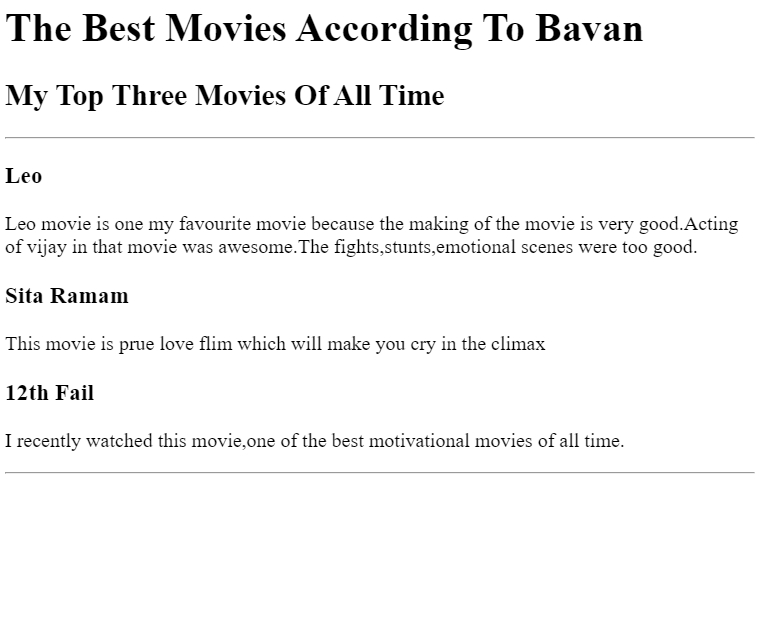 The Best Movies According To Bavan
My Top Three Movies Of All Time
Leo
Leo movie is one my favourite movie because the making of the movie is very good.Acting
of vijay in that movie was awesome.The fights,stunts,emotional scenes were too good.
Sita Ramam
This movie is prue love flim which will make you cry in the climax
12th Fail
I recently watched this movie,one of the best motivational movies of all time.